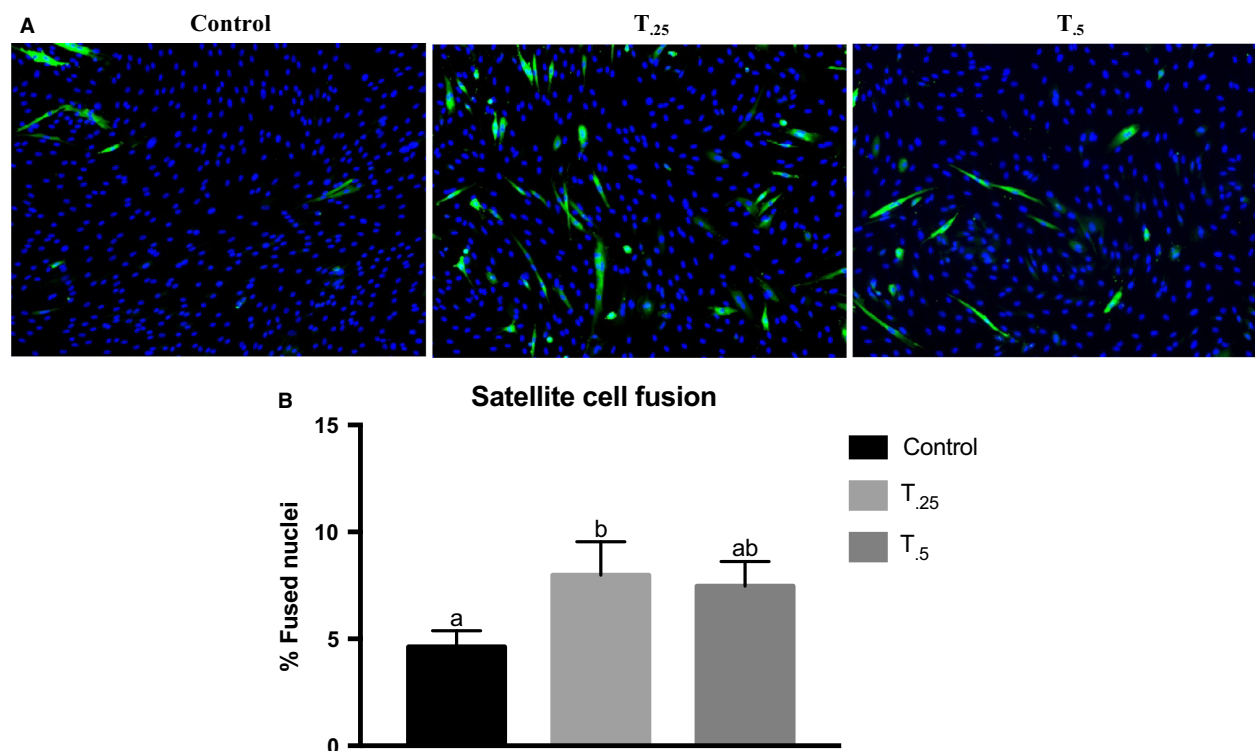 A
Control
T.25
T.5
B
Satellite cell fusion
% Fused nuclei
15
10
5
0
a
b
ab
Control
T.25
T.5